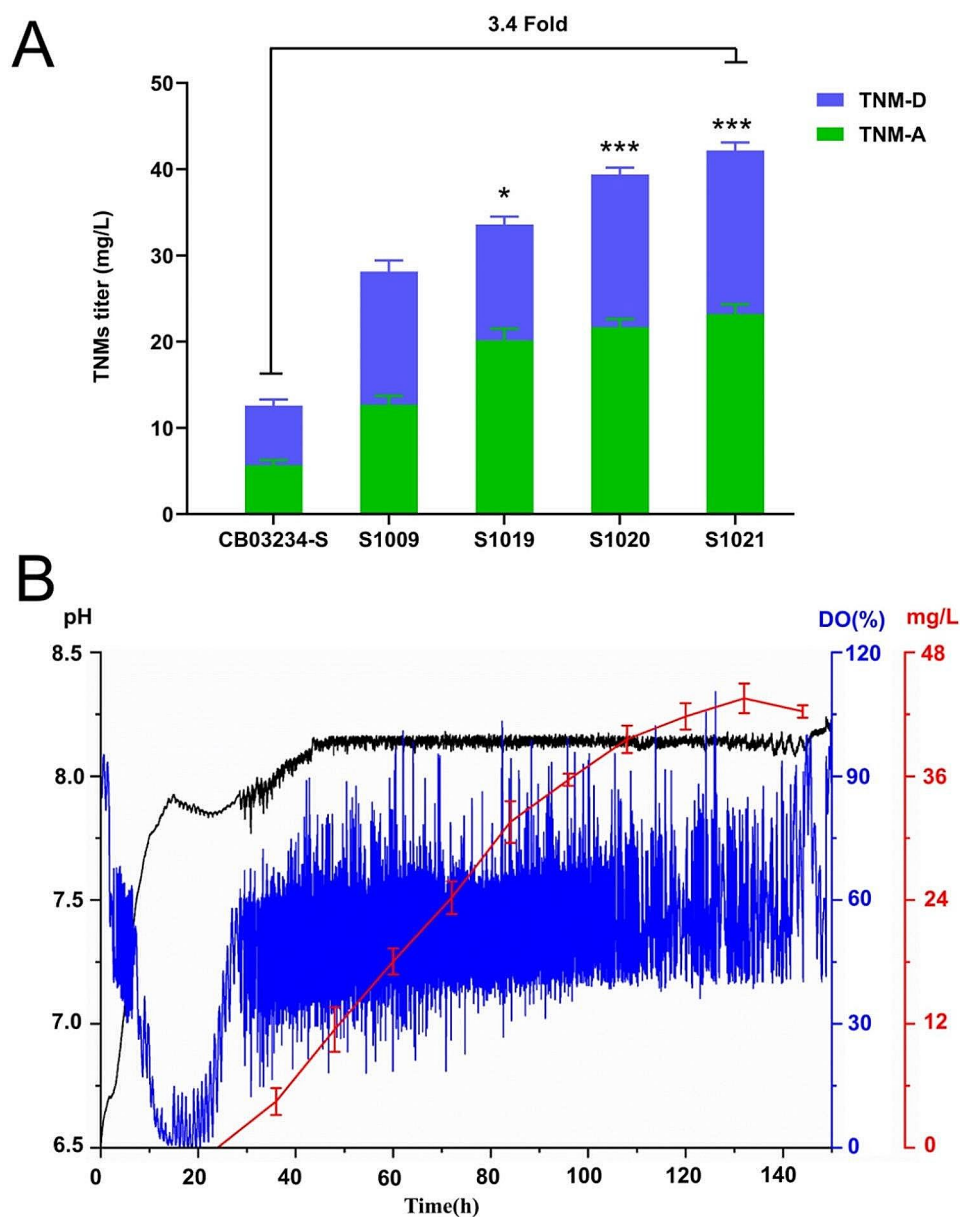 A
3.4 Fold
TNM-D
TNM-A
TNMs titer (mg/L)
50
40
30
20
10
0
*
***
***
CB03234-S S1009 S1019 S1020 S1021
B
pH DO(%) mg/L
8.5 120 48
8.0 90 36
7.5 60 24
7.0 30 12
6.5 0 0
0 20 40 60 80 100 120 140
Time(h)